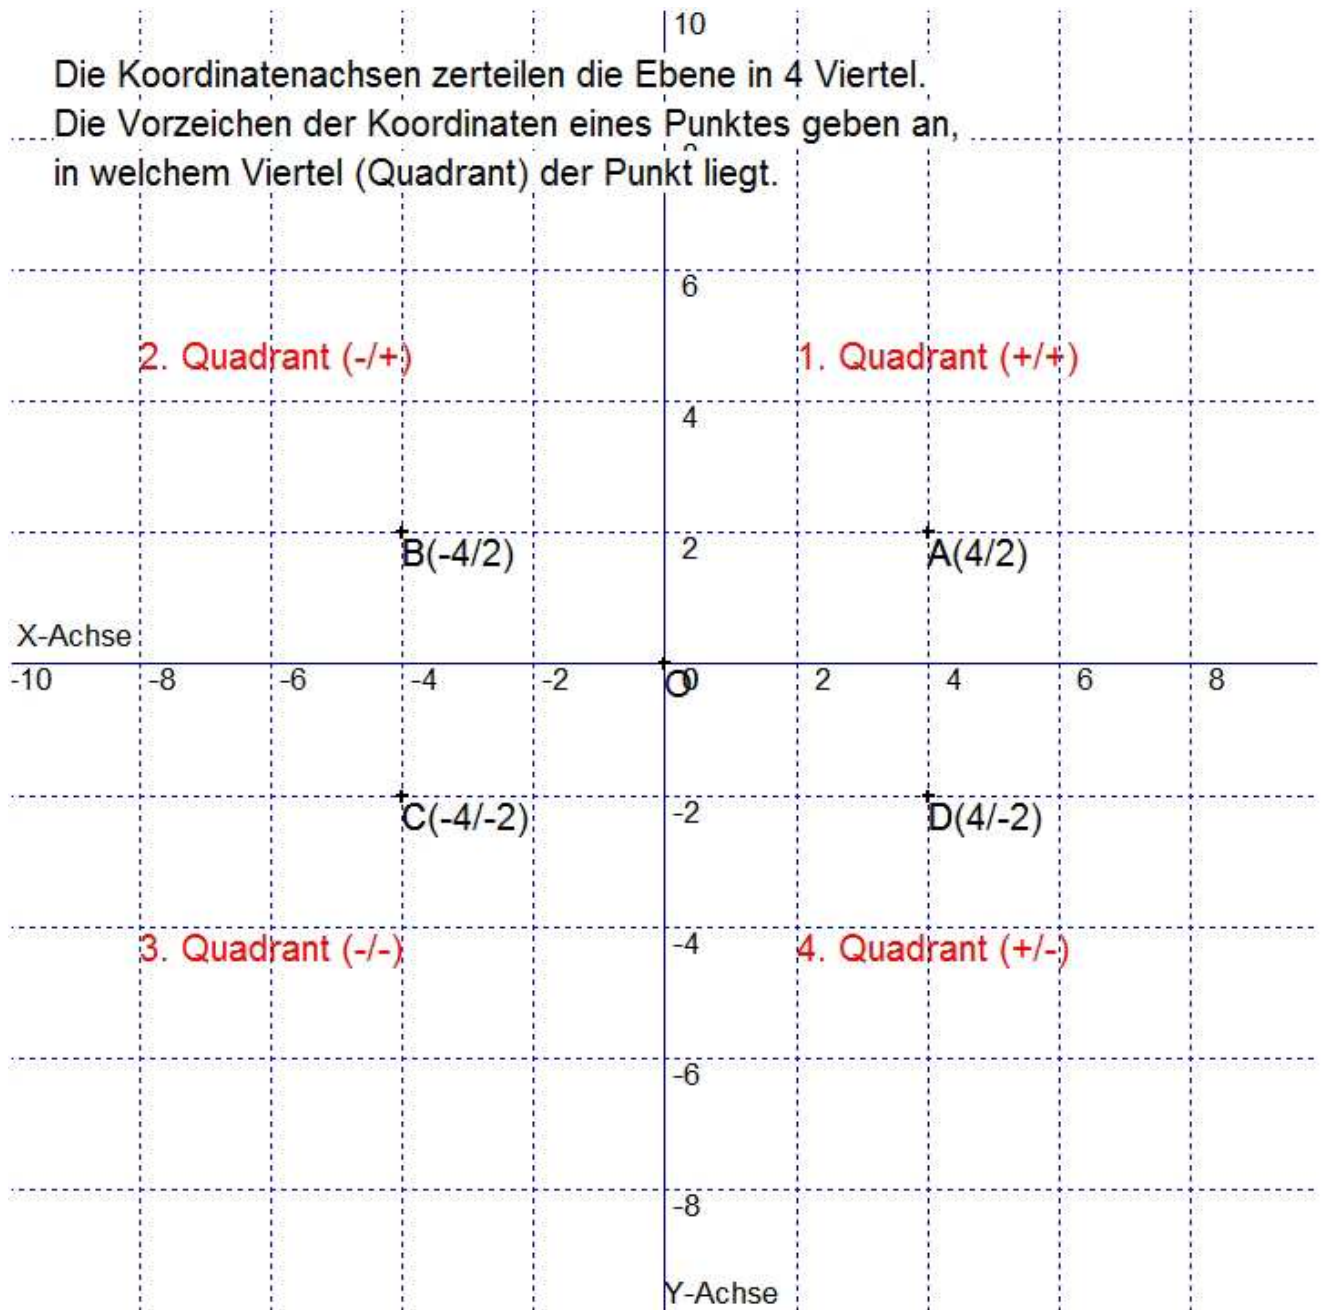 10
Die Koordinatenachsen zerteilen die Ebene in 4 Viertel.
Die Vorzeichen der Koordinaten eines Punktes geben an,
in welchem Viertel (Quadrant) der Punkt liegt.
6
2. Quadrant (-/+) 1. Quadrant (+/+)
4
B(-4/2) 2 A(4/2)
X-Achse
-10 -8 -6 -4 -2 O 0 2 4 6 8
C(-4/-2) -2 D(4/-2)
3. Quadrant (-/-) -4 4. Quadrant (+/-)
-6
-8
Y-Achse